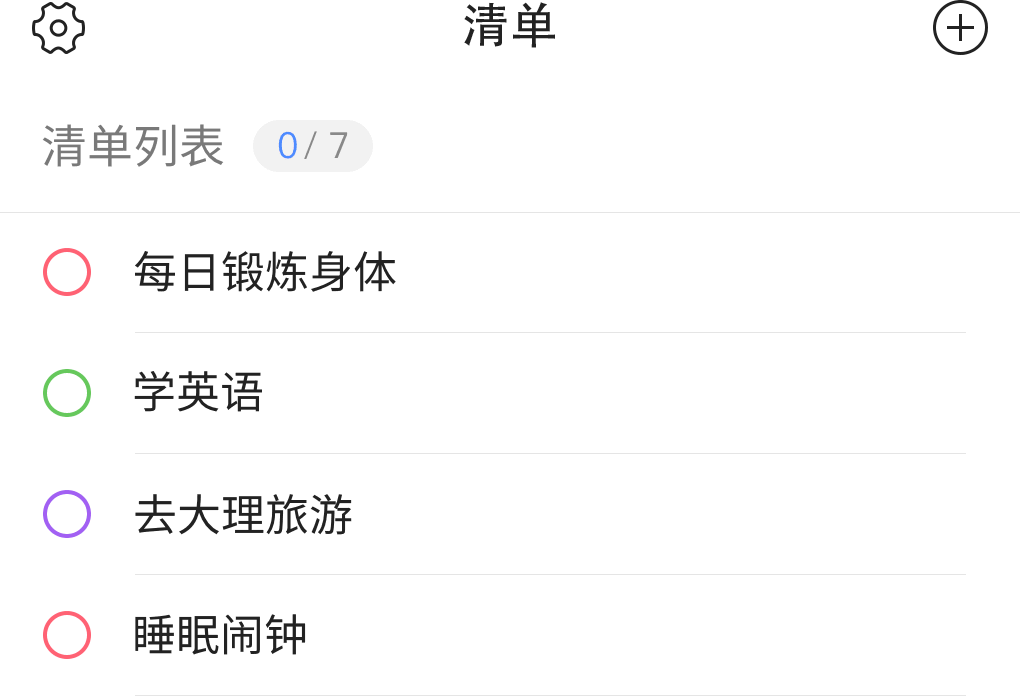 清单
清单列表 0/ 7
每日锻炼身体
学英语
去大理旅游
睡眠闹钟